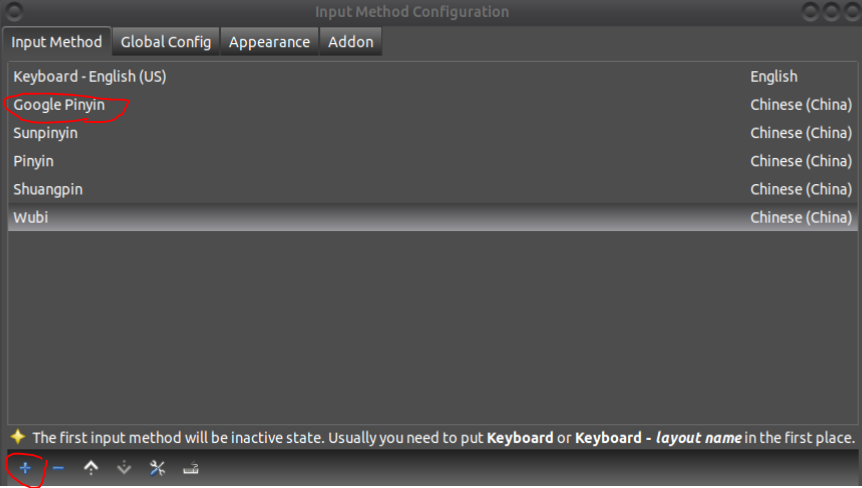 Input Method Configuration
Input Method Global Config Appearance Addon
Keyboard - English (US) English
Google Pinyin Chinese (China)
Sunpinyin Chinese (China)
Pinyin Chinese (China)
Shuangpin Chinese (China)
Wubi Chinese (China)
The first input method will be inactive state. Usually you need to put Keyboard or Keyboard - layout name in the first place.